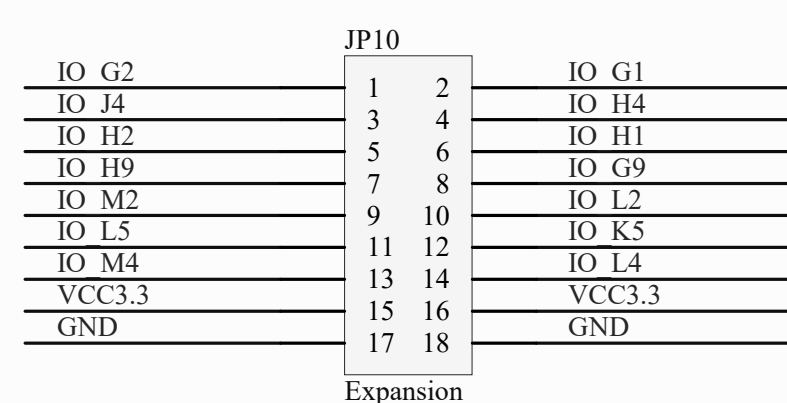 JP10
IO_G2 1 2 IO_G1
IO_J4 3 4 IO_H4
IO_H2 5 6 IO_H1
IO_H9 7 8 IO_G9
IO_M2 9 10 IO_L2
IO_L5 11 12 IO_K5
IO_M4 13 14 IO_L4
VCC3.3 15 16 VCC3.3
GND 17 18 GND
Expansion